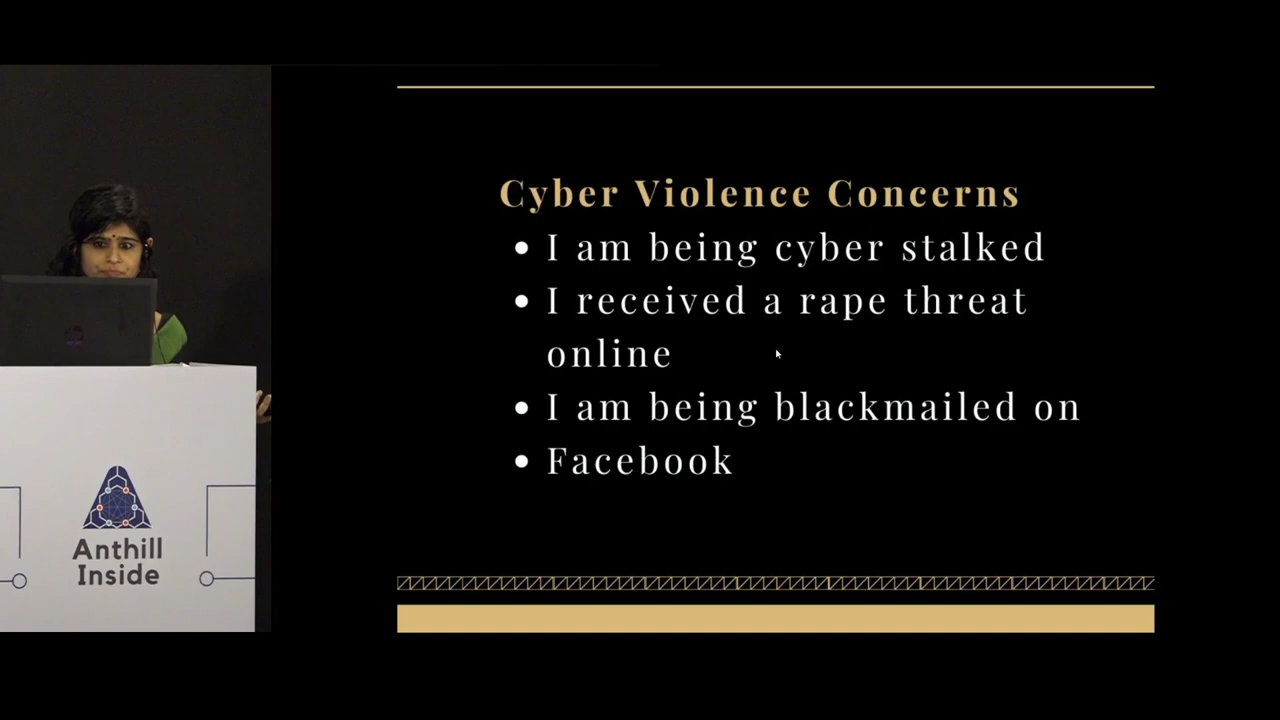 Cyber Violence Concerns
• I am being cyber stalked
• I received a rape threat
online
• I am being blackmailed on
• Facebook
Anthill
Inside